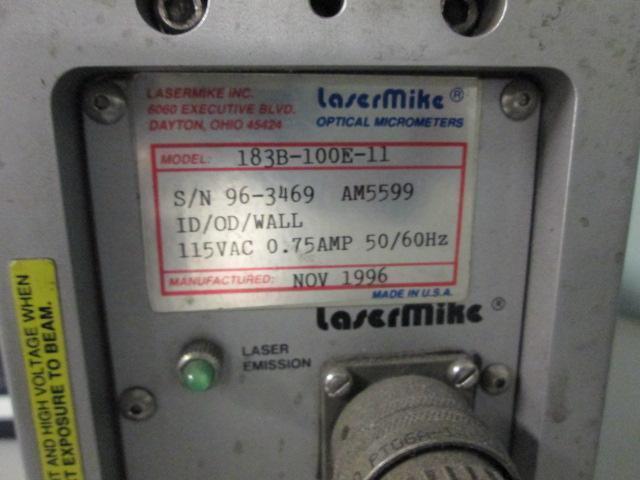 LASERMIKE INC.
6060 EXECUTIVE BLVD.
DAYTON, OHIO 45424
LaserMike ®
OPTICAL MICROMETERS
MODEL: 183B-100E-11
S/N 96-3469 AM5599
ID/OD/WALL
115VAC 0.75AMP 50/60Hz
MANUFACTURED: NOV 1996
MADE IN U.S.A.
LaserMike ®
LASER
EMISSION
AND HIGH VOLTAGE WHEN
EXPOSURE TO BEAM.